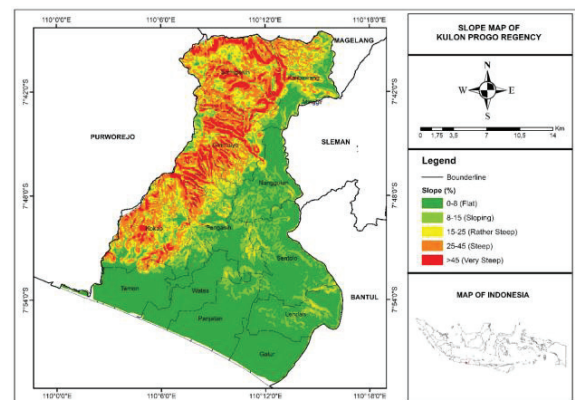 110°0'0"E 110°6'0"E 110°12'0"E 110°18'0"E
MAGELANG
Kalibawang
7°42'0"S
7°42'0"S
PURWOREJO
SLEMAN
Nanggulan
7°48'0"S
7°48'0"S
Kokap
Pengasih
Sentolo
Temon
Wates
BANTUL
7°54'0"S
7°54'0"S
Panjatan
Lendah
Galur
110°0'0"E 110°6'0"E 110°12'0"E 110°18'0"E
SLOPE MAP OF
KULON PROGO REGENCY
N
W E
S
0 1,75 3,5 7 10,5 14
Km
Legend
Bounderline
Slope (%)
0-8 (Flat)
8-15 (Sloping)
15-25 (Rather Steep)
25-45 (Steep)
>45 (Very Steep)
MAP OF INDONESIA